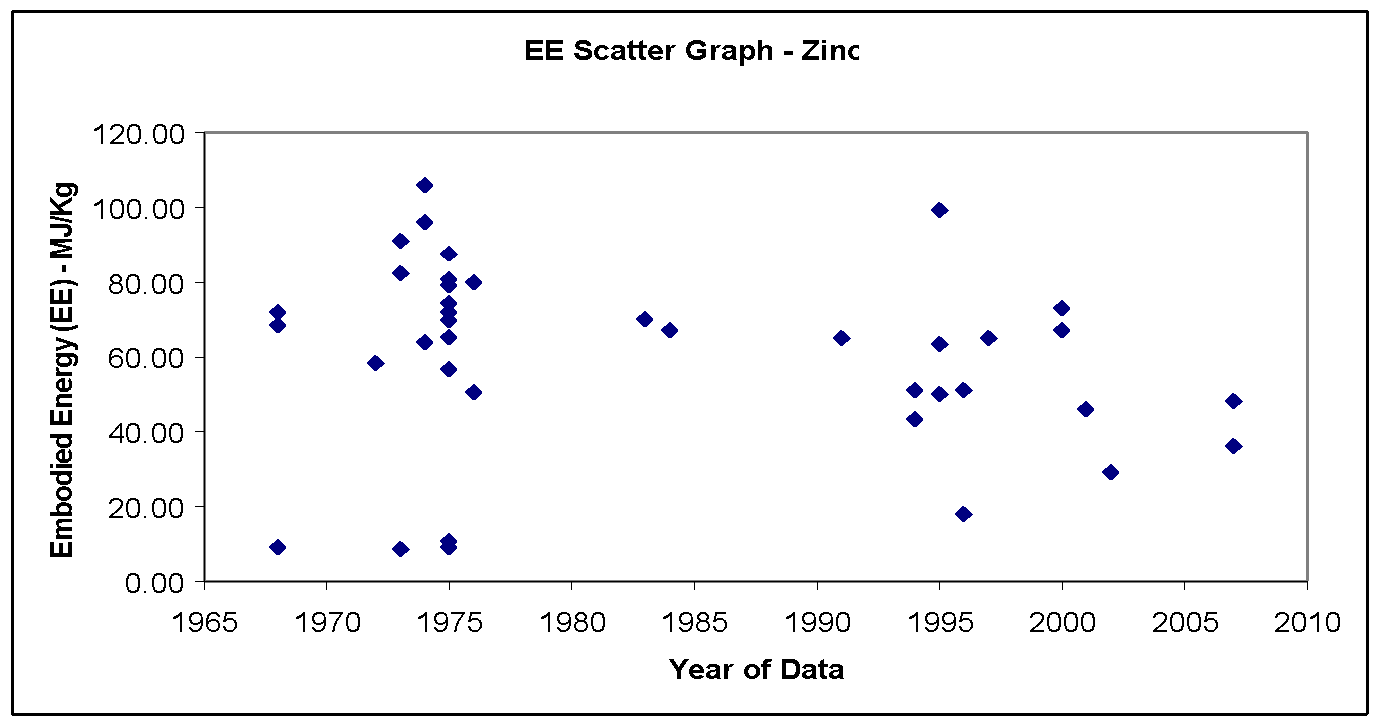 EE Scatter Graph - Zinc
120.00
100.00
80.00
60.00
40.00
20.00
0.00
Embodied Energy (EE) - MJ/Kg
1965 1970 1975 1980 1985 1990 1995 2000 2005 2010
Year of Data